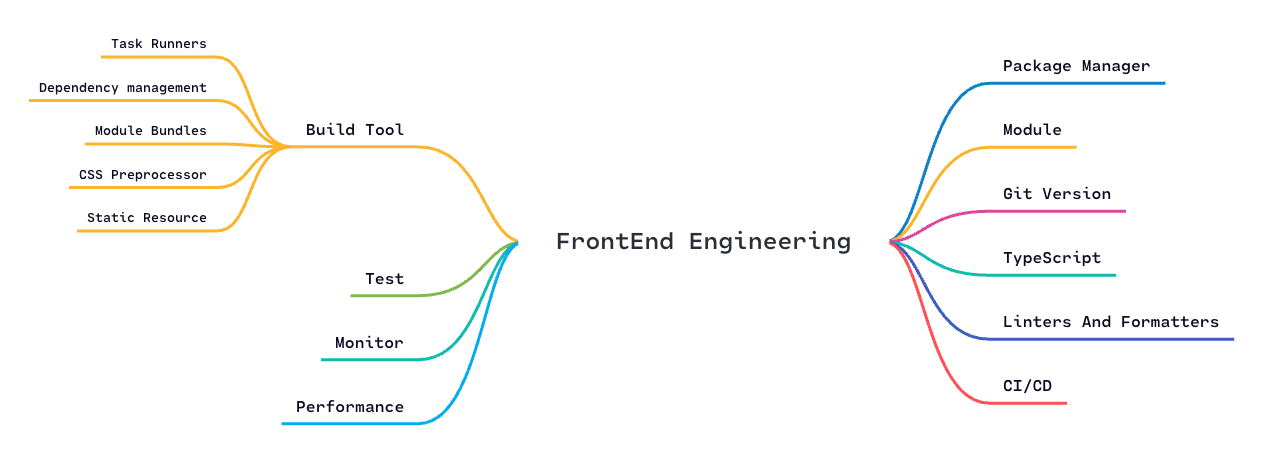 Task Runners
Dependency management
Module Bundles
CSS Preprocessor
Static Resource
Build Tool
Test
Monitor
Performance
FrontEnd Engineering
Package Manager
Module
Git Version
TypeScript
Linters And Formatters
CI/CD